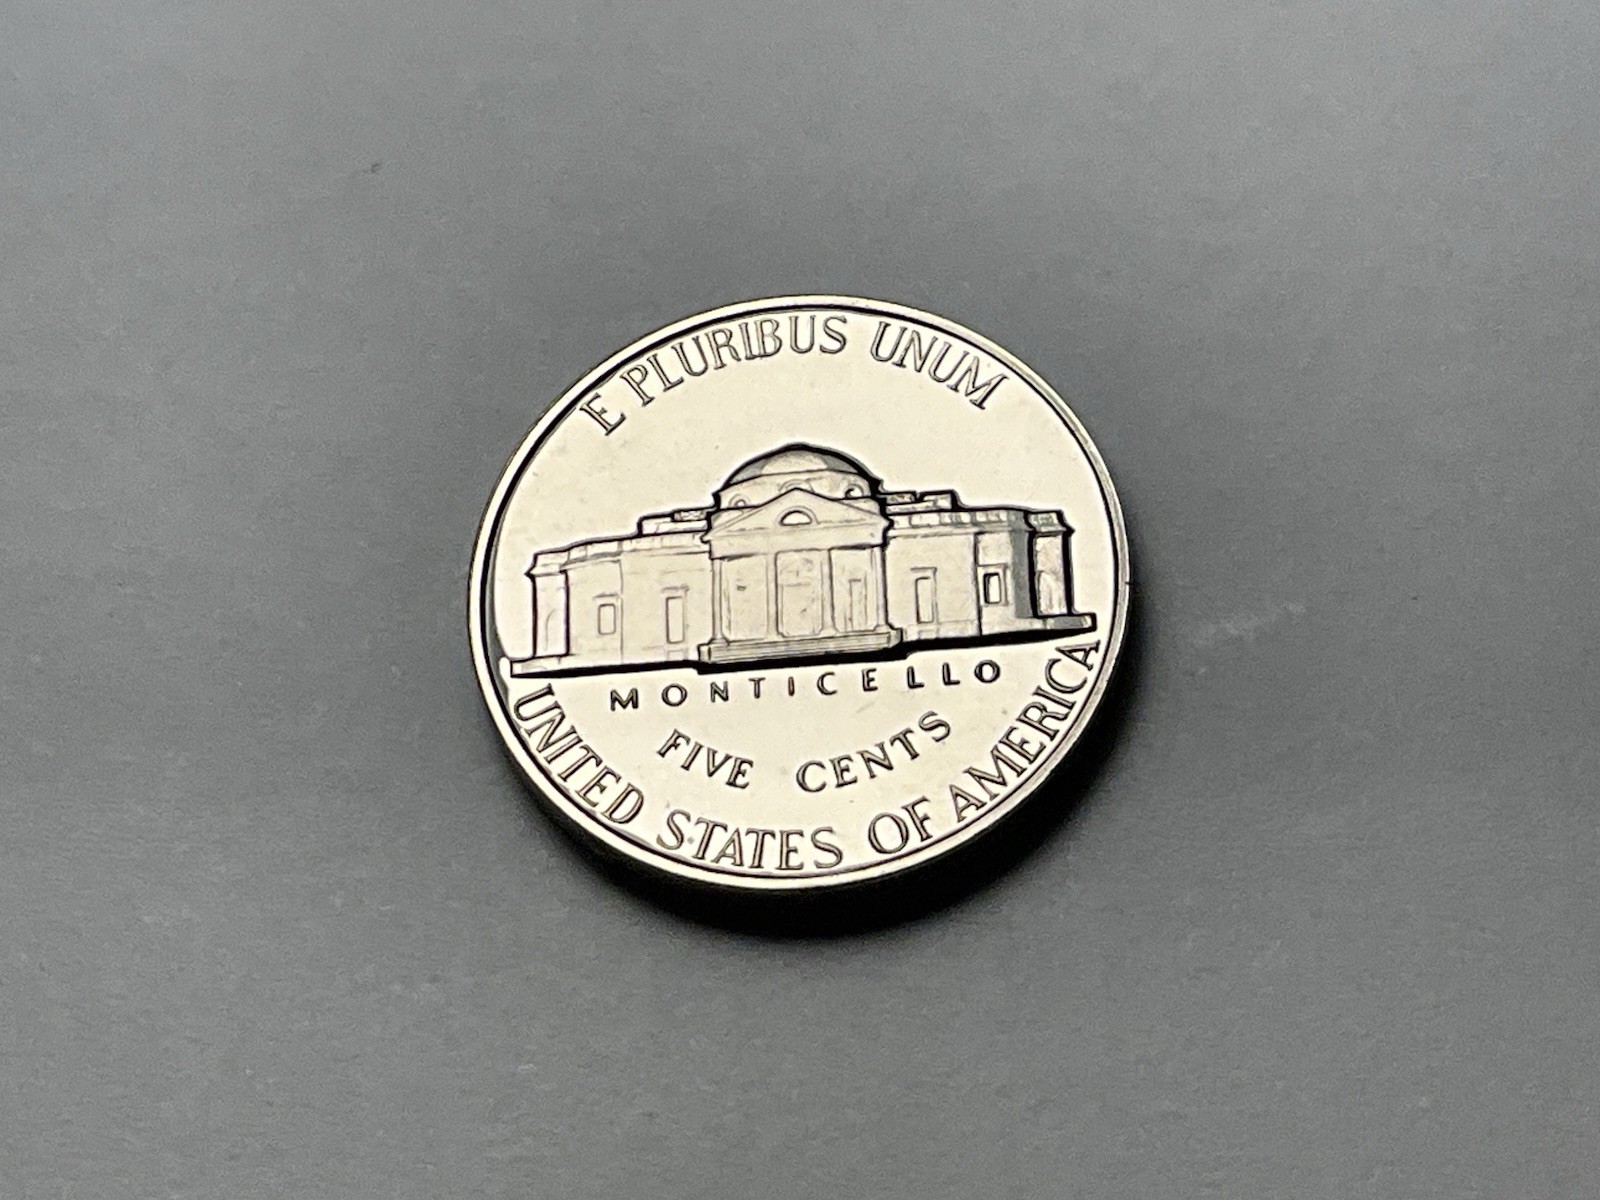 E PLURIBUS UNUM
MONTICELLO
FIVE CENTS
UNITED STATES OF AMERICA